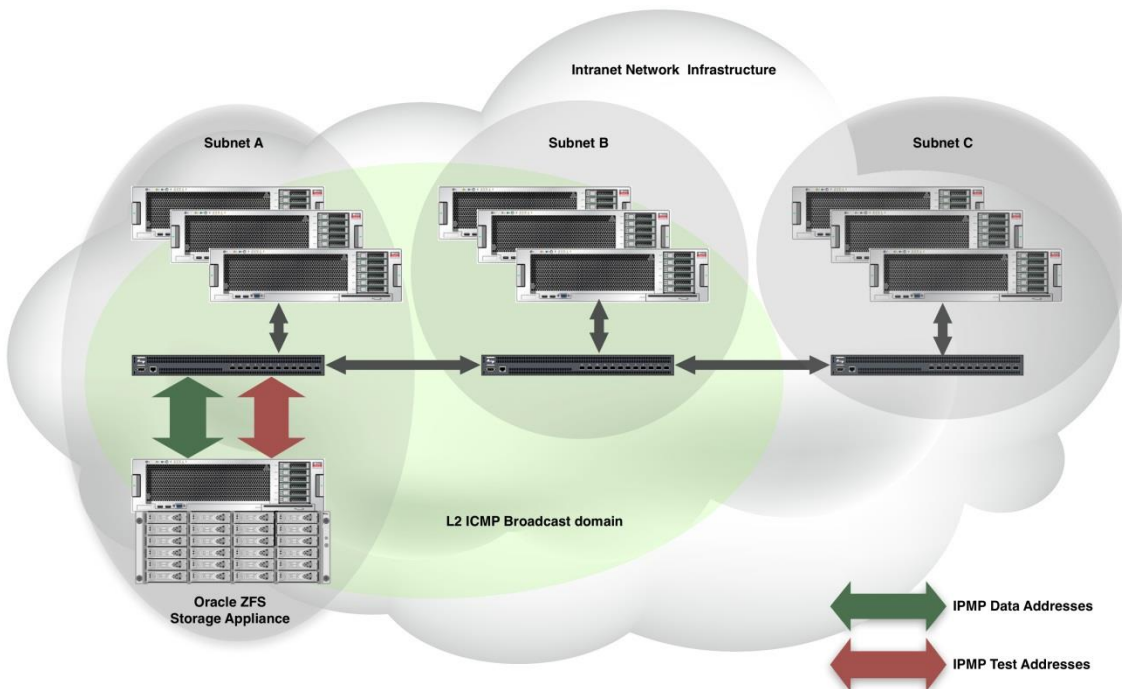 Intranet Network Infrastructure
Subnet A
Subnet B
Subnet C
L2 ICMP Broadcast domain
Oracle ZFS
Storage Appliance
IPMP Data Addresses
IPMP Test Addresses